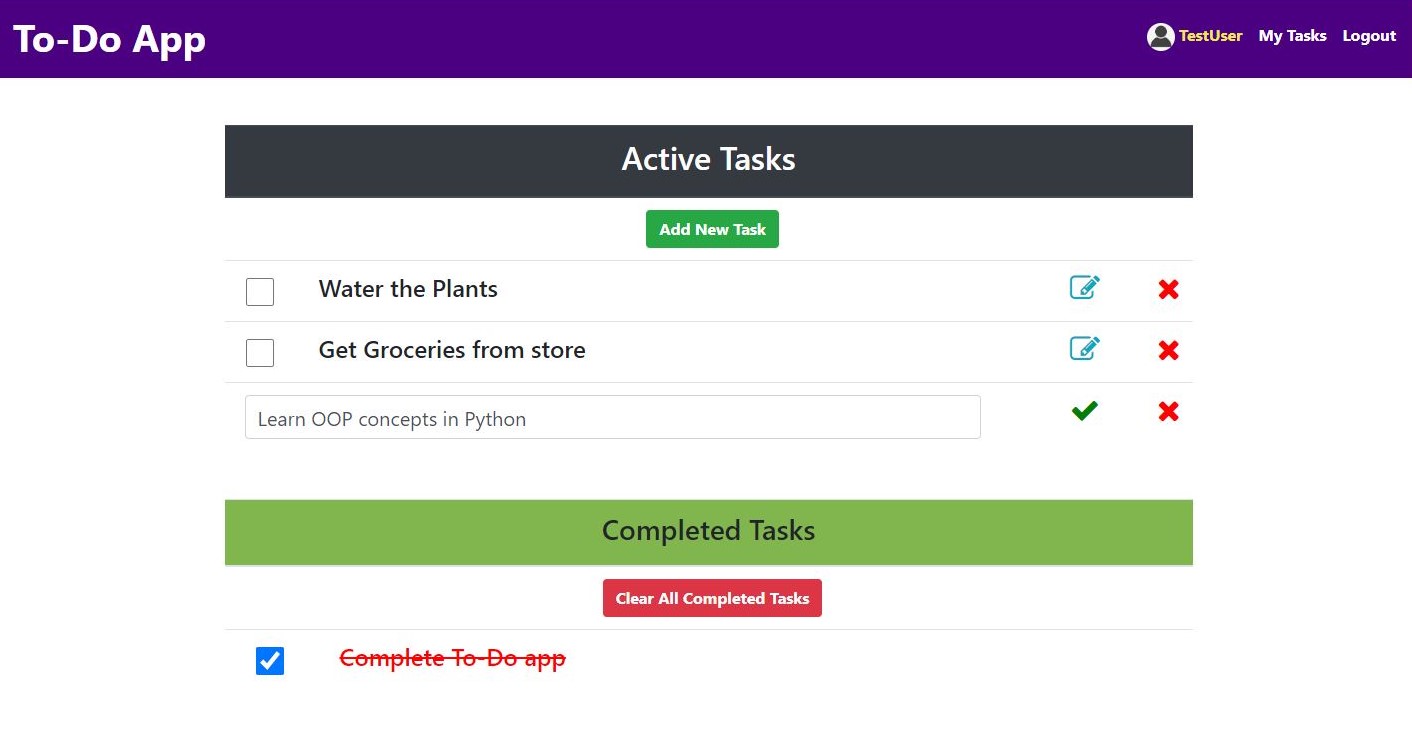 To-Do App
TestUser My Tasks Logout
Active Tasks
Add New Task
Water the Plants
Get Groceries from store
Learn OOP concepts in Python
Completed Tasks
Clear All Completed Tasks
Complete To-Do app